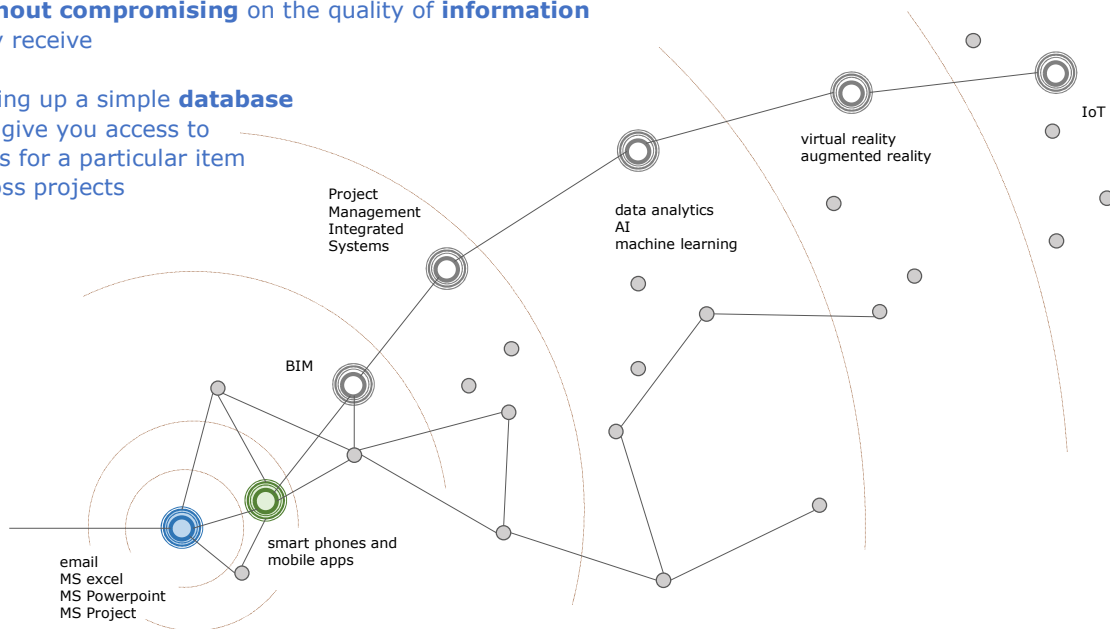 hout compromising on the quality of information
y receive
ing up a simple database
give you access to
s for a particular item
oss projects
IoT
virtual reality
augmented reality
Project
Management
Integrated
Systems
data analytics
AI
machine learning
BIM
smart phones and
mobile apps
email
MS excel
MS Powerpoint
MS Project